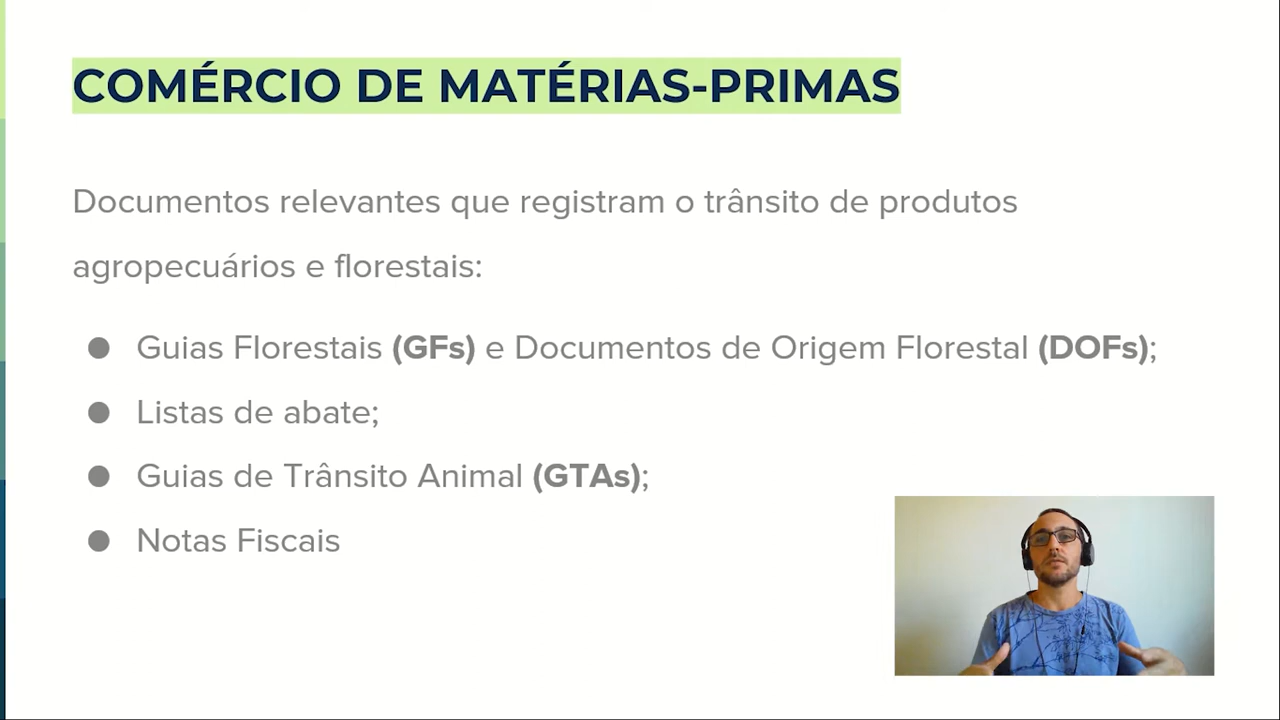 COMÉRCIO DE MATÉRIAS-PRIMAS
Documentos relevantes que registram o trânsito de produtos
agropecuários e florestais:
● Guias Florestais (GFs) e Documentos de Origem Florestal (DOFs);
● Listas de abate;
● Guias de Trânsito Animal (GTAs);
● Notas Fiscais